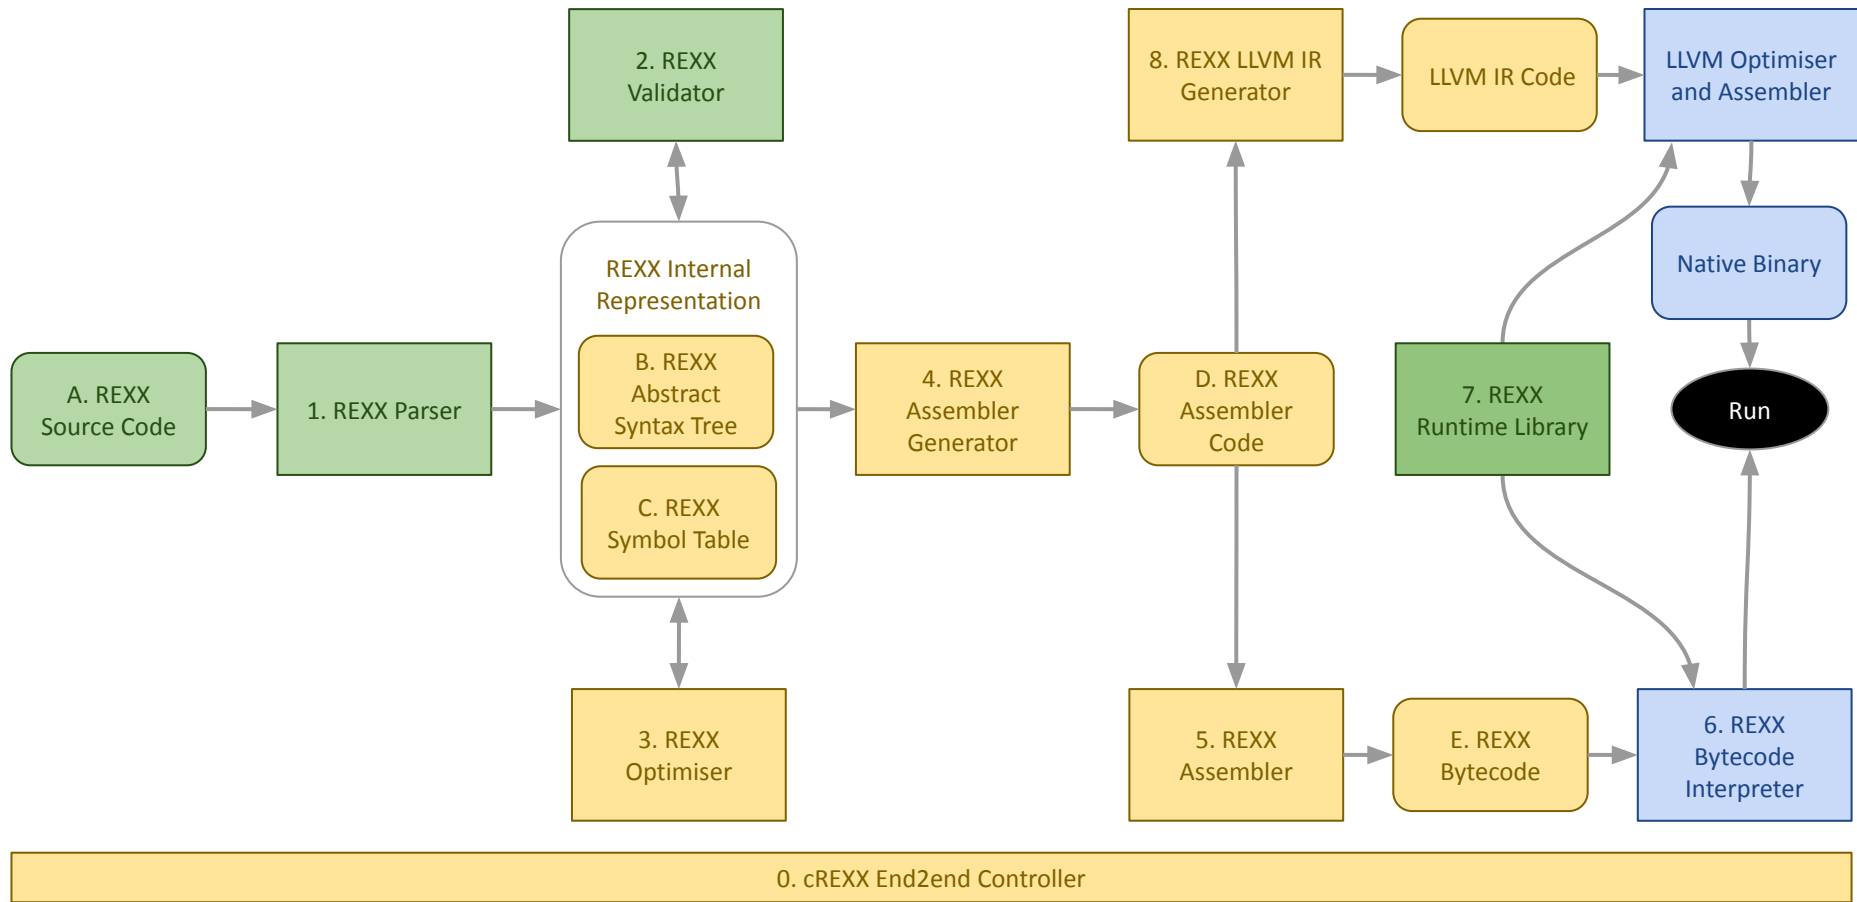 2. REXX
Validator
8. REXX LLVM IR
Generator
LLVM IR Code
LLVM Optimiser
and Assembler
REXX Internal
Representation
Native Binary
A. REXX
Source Code
1. REXX Parser
B. REXX
Abstract
Syntax Tree
4. REXX
Assembler
Generator
D. REXX
Assembler
Code
7. REXX
Runtime Library
Run
C. REXX
Symbol Table
3. REXX
Optimiser
5. REXX
Assembler
E. REXX
Bytecode
6. REXX
Bytecode
Interpreter
0. cREXX End2end Controller